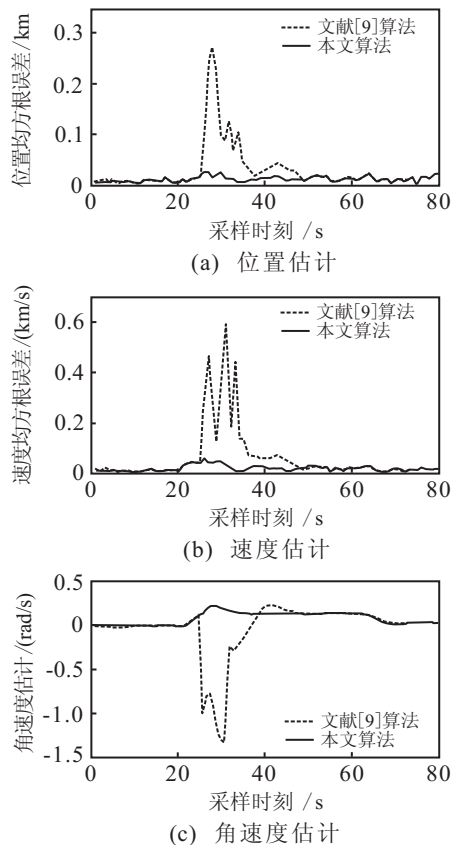 位置均方根误差/km
0.3
0.2
0.1
0
文献[9]算法
本文算法
0 20 40 60 80
采样时刻 /s
(a) 位置估计
速度均方根误差/(km/s)
0.6
0.4
0.2
0
文献[9]算法
本文算法
0 20 40 60 80
采样时刻 /s
(b) 速度估计
角速度估计/(rad/s)
0.5
0
-0.5
-1.0
-1.5
文献[9]算法
本文算法
0 20 40 60 80
采样时刻 /s
(c) 角速度估计